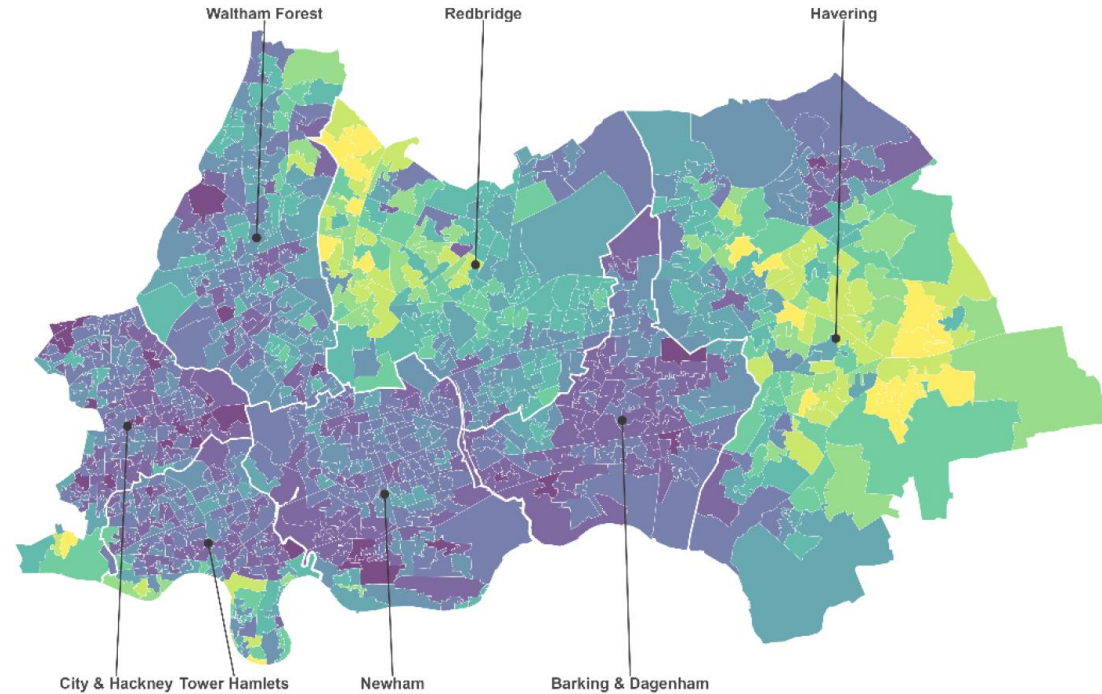 Waltham Forest
Redbridge
Havering
City & Hackney
Tower Hamlets
Newham
Barking & Dagenham